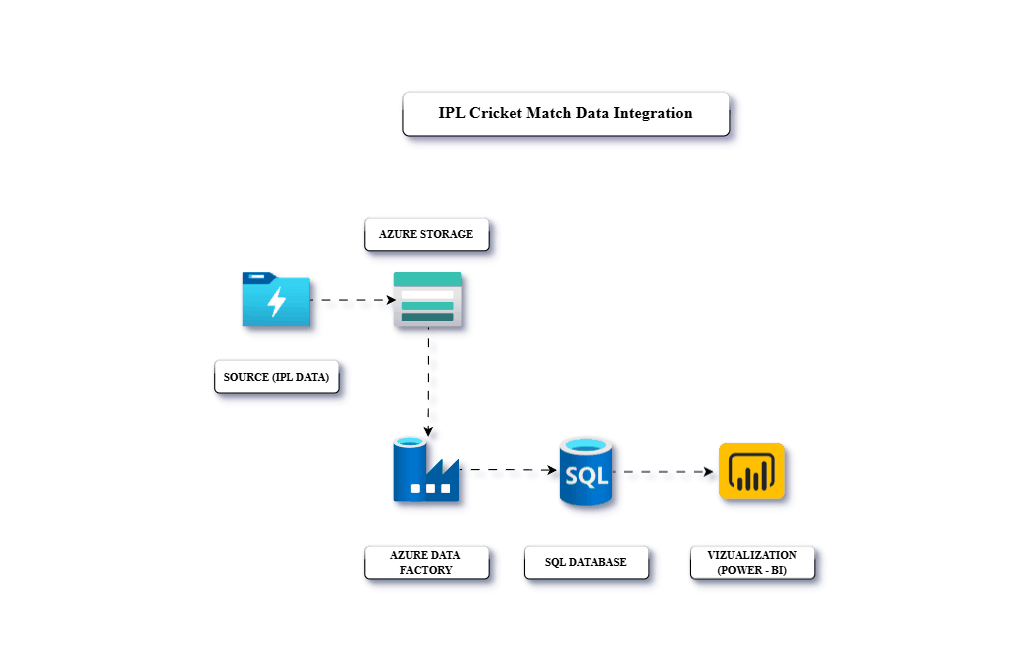 IPL Cricket Match Data Integration
AZURE STORAGE
SOURCE (IPL DATA)
SQL
AZURE DATA
FACTORY
SQL DATABASE
VIZUALIZATION
(POWER - BI)